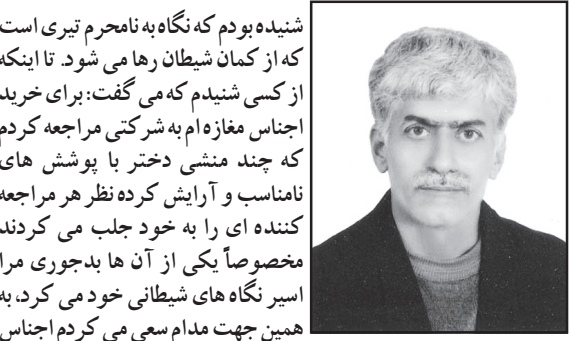 شنیده بودم که نگاه به نامحرم تیری است
که از کمان شیطان رها می شود. تا اینکه
از کسی شنیدم که می گفت: برای خرید
اجناس مغازه ام به شرکتی مراجعه کردم
که چند منشی دختر با پوشش های
نامناسب و آرایش کرده نظر هر مراجعه
کننده ای را به خود جلب می کردند
مخصوصاً یکی از آن ها بدجوری مرا
اسیر نگاه های شیطانی خود می کرد، به
همین جهت مدام سعی می کردم اجناس